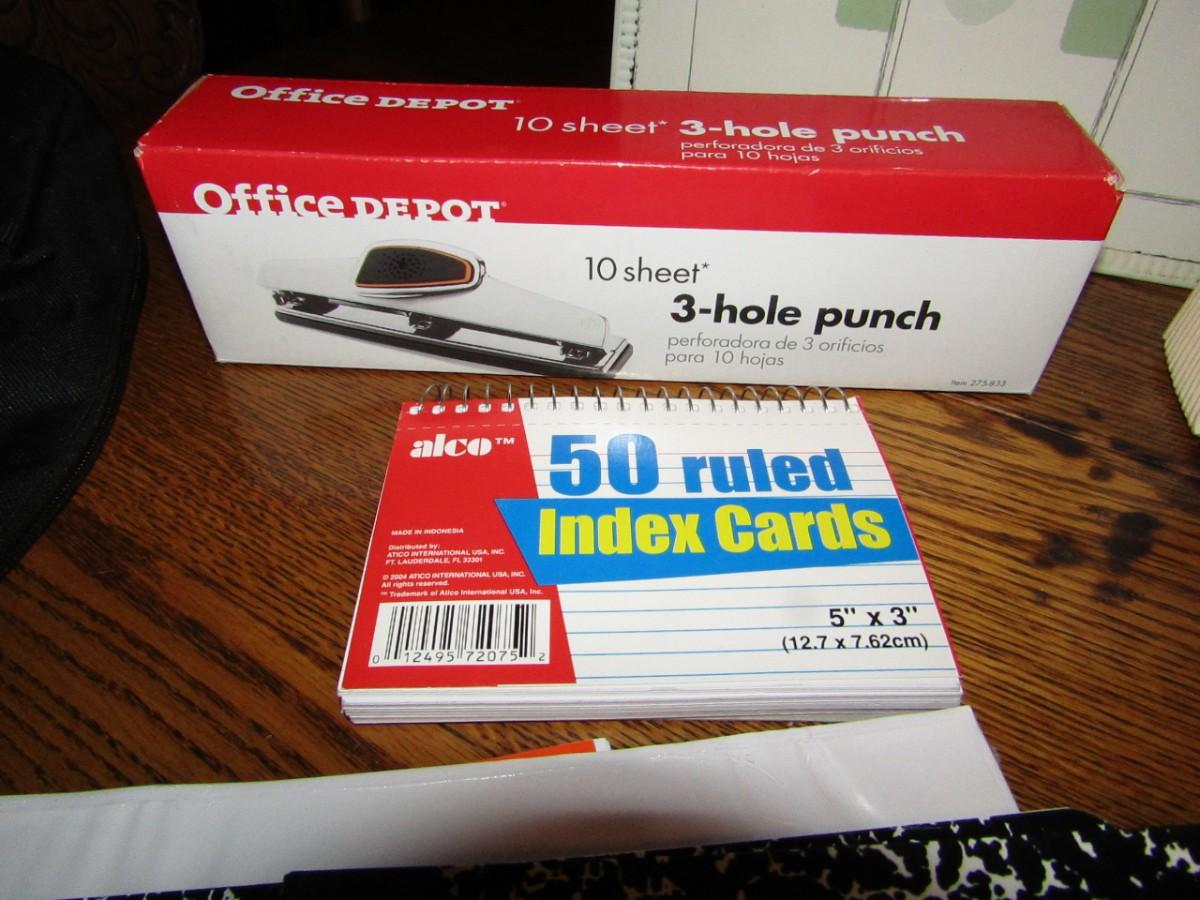 Office DEPOT
10 sheet* 3-hole punch
perforadora de 3 orificios
para 10 hojas
Office DEPOT
10 sheet*
3-hole punch
perforadora de 3 orificios
para 10 hojas
Item 275-833
alco™
50 ruled
Index Cards
MADE IN INDONESIA
Distributed by:
ATICO INTERNATIONAL USA, INC.
FT. LAUDERDALE, FL 33301
© 2004 ATICO INTERNATIONAL USA, INC.
All rights reserved.
™ Trademark of Atico International USA, Inc.
0 12495 72075 2
5" x 3"
(12.7 x 7.62cm)